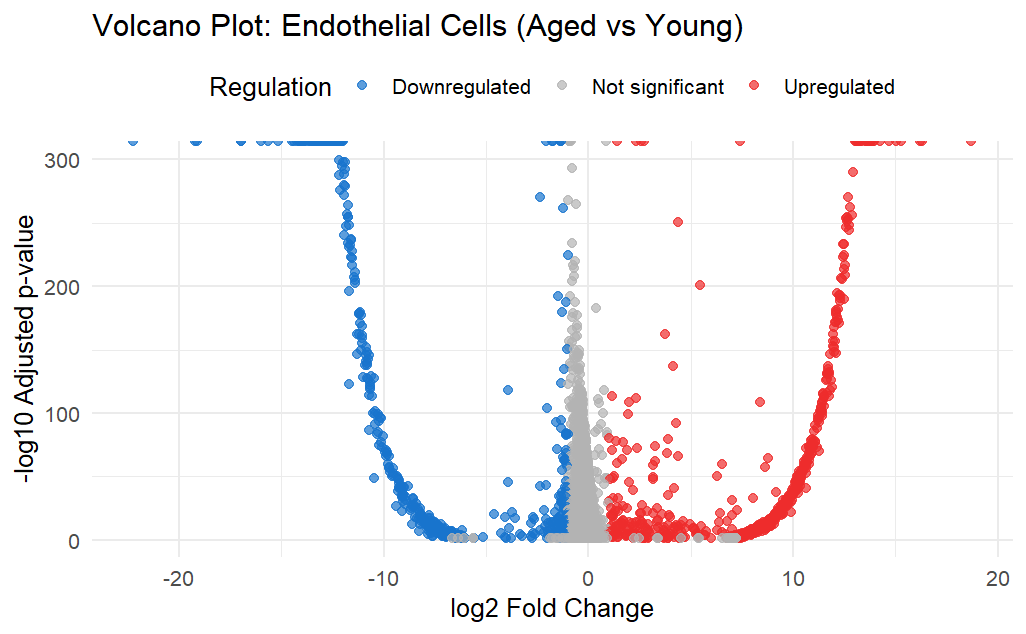 Volcano Plot: Endothelial Cells (Aged vs Young)
Regulation Downregulated Not significant Upregulated
300
200
100
0
-log10 Adjusted p-value
-20 -10 0 10 20
log2 Fold Change